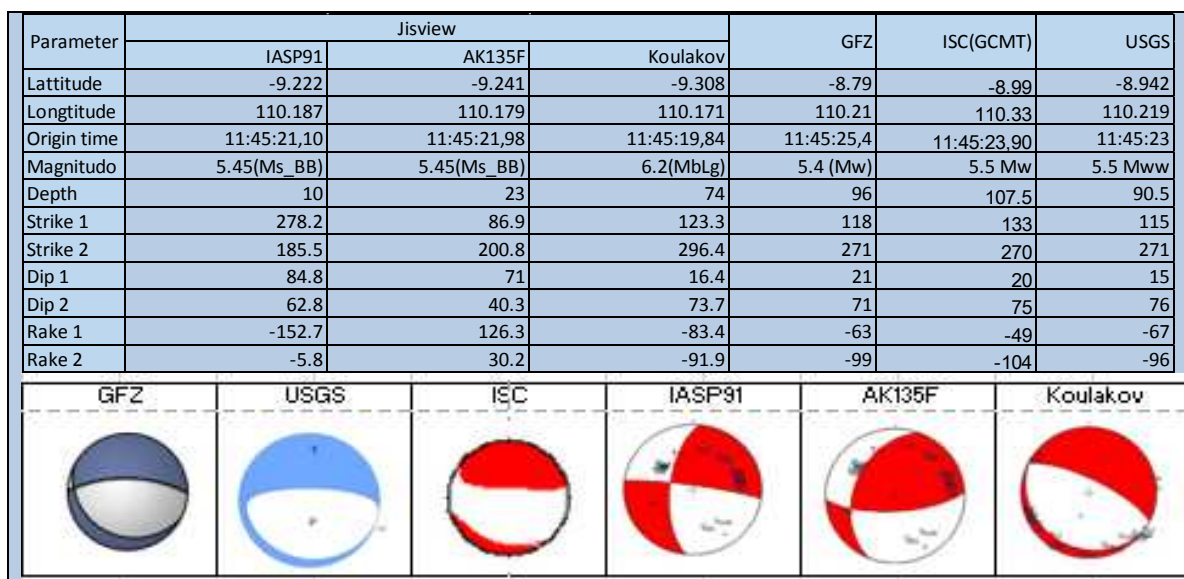 Parameter Jisview GFZ ISC(GCMT) USGS
IASP91 AK135F Koulakov
Lattitude -9.222 -9.241 -9.308 -8.79 -8.99 -8.942
Longtitude 110.187 110.179 110.171 110.21 110.33 110.219
Origin time 11:45:21,10 11:45:21,98 11:45:19,84 11:45:25,4 11:45:23,90 11:45:23
Magnitudo 5.45(Ms_BB) 5.45(Ms_BB) 6.2(MbLg) 5.4 (Mw) 5.5 Mw 5.5 Mww
Depth 10 23 74 96 107.5 90.5
Strike 1 278.2 86.9 123.3 118 133 115
Strike 2 185.5 200.8 296.4 271 270 271
Dip 1 84.8 71 16.4 21 20 15
Dip 2 62.8 40.3 73.7 71 75 76
Rake 1 -152.7 126.3 -83.4 -63 -49 -67
Rake 2 -5.8 30.2 -91.9 -99 -104 -96
GFZ USGS ISC IASP91 AK135F Koulakov